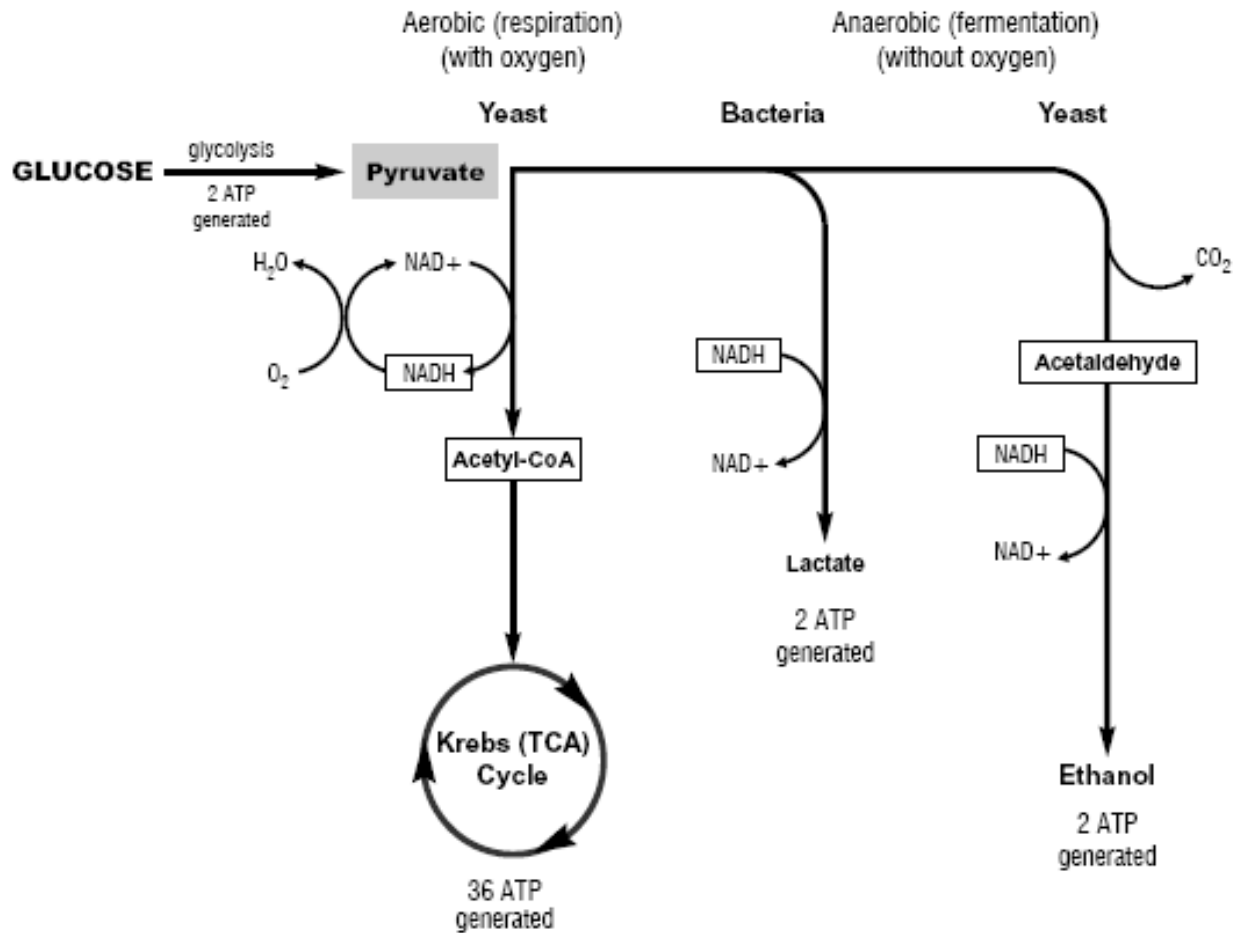 Aerobic (respiration)
(with oxygen)
Anaerobic (fermentation)
(without oxygen)
Yeast
Bacteria
Yeast
GLUCOSE
glycolysis
2 ATP
generated
Pyruvate
H₂O
NAD+
O₂
NADH
CO₂
NADH
NAD+
Acetaldehyde
NADH
NAD+
Acetyl-CoA
Lactate
2 ATP
generated
Krebs (TCA)
Cycle
36 ATP
generated
Ethanol
2 ATP
generated